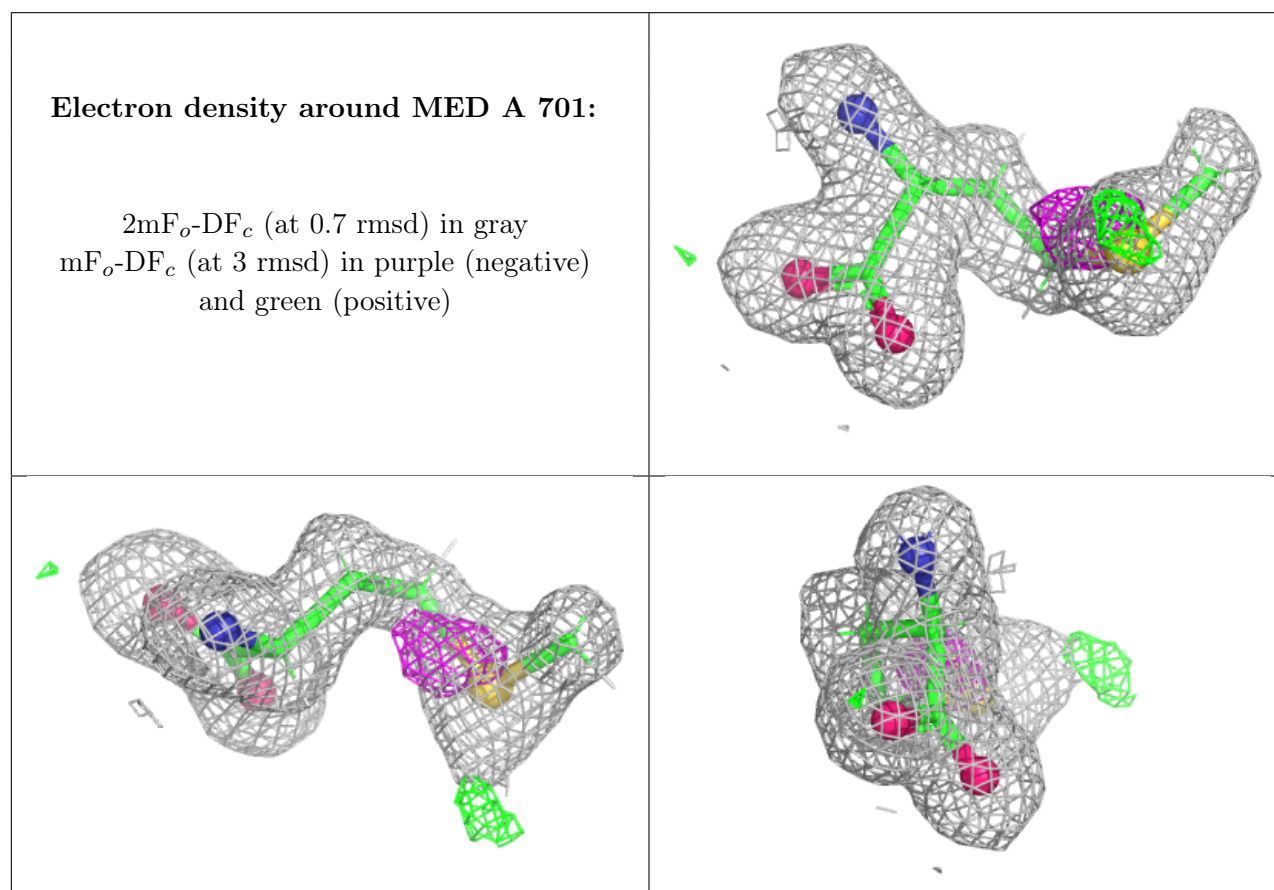 Electron density around MED A 701:
2mFo-DFc (at 0.7 rmsd) in gray
mFo-DFc (at 3 rmsd) in purple (negative)
and green (positive)